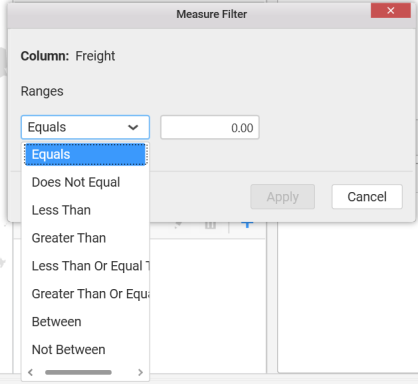 Measure Filter
Column: Freight
Ranges
Equals
0.00
Equals
Does Not Equal
Less Than
Greater Than
Less Than Or Equal
Greater Than Or Equa
Between
Not Between
Apply
Cancel